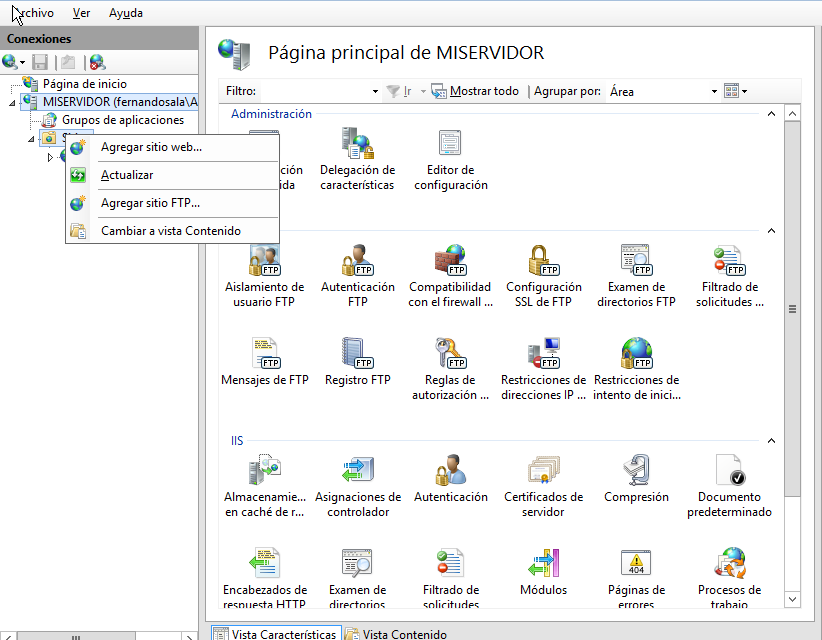 Archivo Ver Ayuda
Conexiones
Página de inicio
MISERVIDOR (fernandosala\A
Grupos de aplicaciones
Agregar sitio web...
Actualizar
Agregar sitio FTP...
Cambiar a vista Contenido
Página principal de MISERVIDOR
Filtro: Ir Mostrar todo Agrupar por: Área
Administración
Delegación de
características
Editor de
configuración
Aislamiento de
usuario FTP
Autenticación
FTP
Compatibilidad
con el firewall ...
Configuración
SSL de FTP
Examen de
directorios FTP
Filtrado de
solicitudes ...
Mensajes de FTP
Registro FTP
Reglas de
autorización ...
Restricciones de
direcciones IP ...
Restricciones de
intento de inici...
IIS
Almacenamie...
en caché de r...
Asignaciones de
controlador
Autenticación
Certificados de
servidor
Compresión
Documento
predeterminado
Encabezados de
respuesta HTTP
Examen de
directorios
Filtrado de
solicitudes
Módulos
404
Páginas de
errores
Procesos de
trabajo
Vista Características Vista Contenido